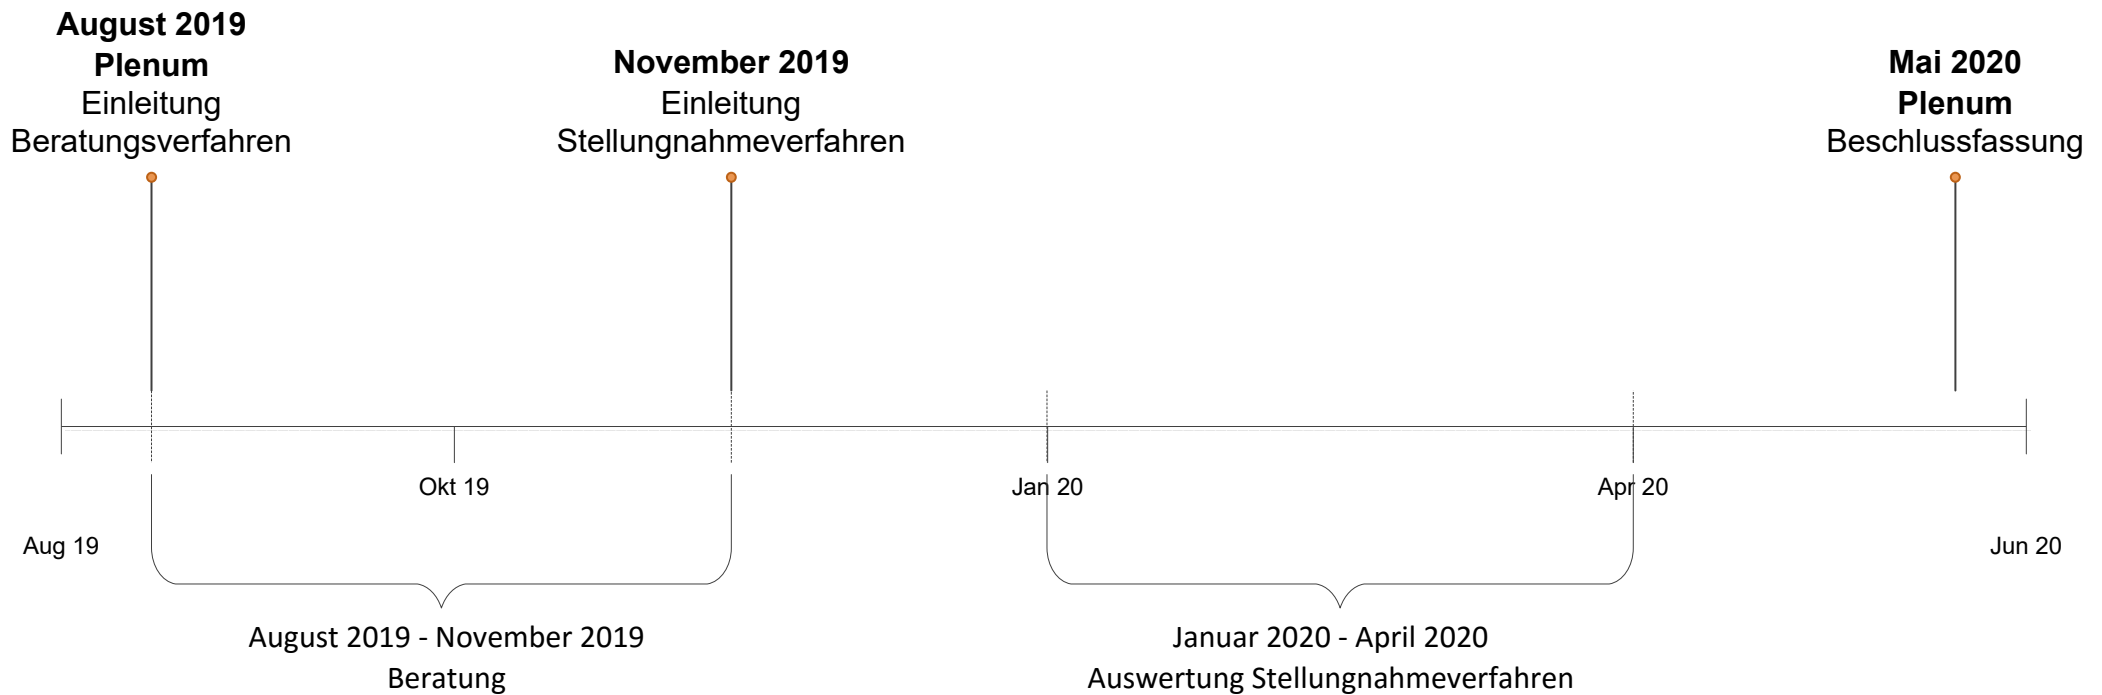 August 2019
Plenum
Einleitung
Beratungsverfahren
November 2019
Einleitung
Stellungnahmeverfahren
Mai 2020
Plenum
Beschlussfassung
Okt 19
Jan 20
Apr 20
Aug 19
Jun 20
August 2019 - November 2019
Beratung
Januar 2020 - April 2020
Auswertung Stellungnahmeverfahren